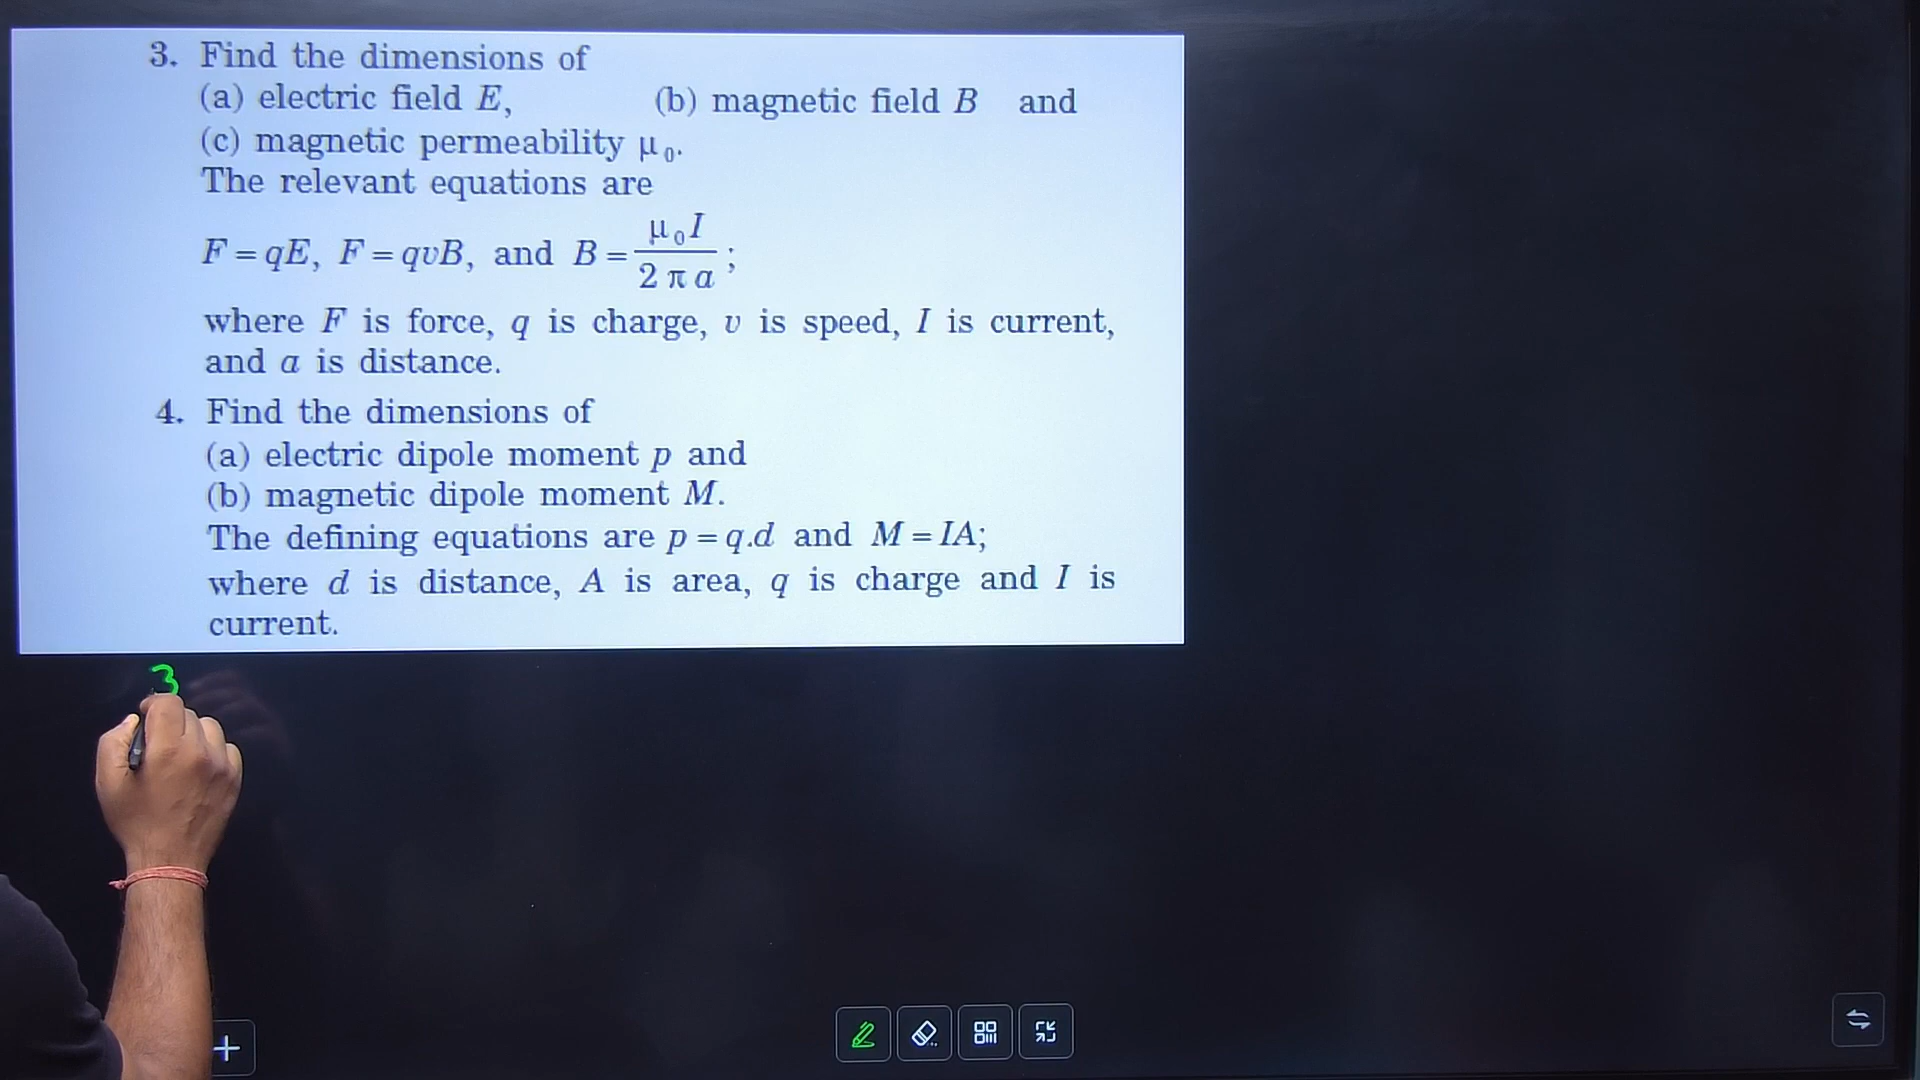 3. Find the dimensions of
(a) electric field E, (b) magnetic field B and
(c) magnetic permeability μ₀.
The relevant equations are
F = qE, F = qvB, and B = μ₀I / 2 π a ;
where F is force, q is charge, v is speed, I is current,
and a is distance.
4. Find the dimensions of
(a) electric dipole moment p and
(b) magnetic dipole moment M.
The defining equations are p = q.d and M = IA;
where d is distance, A is area, q is charge and I is
current.
3